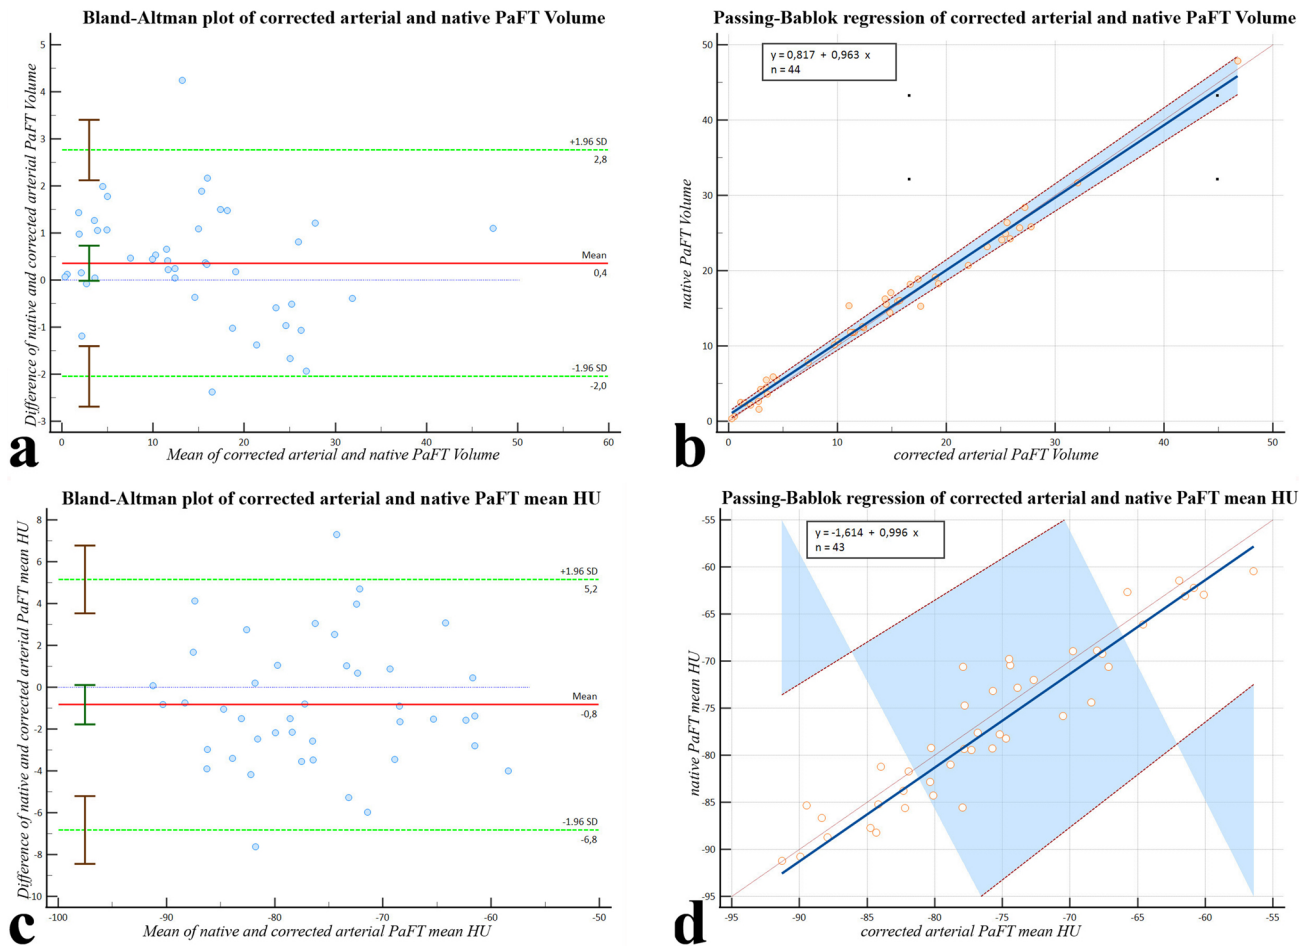 Bland-Altman plot of corrected arterial and native PaFT Volume
Difference of native and corrected arterial PaFT Volume
5
4
3
2
1
0
-1
-2
-3
+1.96 SD
2,8
Mean
0,4
-1.96 SD
-2,0
0 10 20 30 40 50 60
Mean of corrected arterial and native PaFT Volume
a
Passing-Bablok regression of corrected arterial and native PaFT Volume
y = 0,817 + 0,963 x
n = 44
native PaFT Volume
50
40
30
20
10
0
0 10 20 30 40 50
corrected arterial PaFT Volume
b
Bland-Altman plot of corrected arterial and native PaFT mean HU
Difference of native and corrected arterial PaFT mean HU
8
6
4
2
0
-2
-4
-6
-8
-10
+1.96 SD
5,2
Mean
-0,8
-1.96 SD
-6,8
-100 -90 -80 -70 -60 -50
Mean of native and corrected arterial PaFT mean HU
c
Passing-Bablok regression of corrected arterial and native PaFT mean HU
y = -1,614 + 0,996 x
n = 43
native PaFT mean HU
-55
-60
-65
-70
-75
-80
-85
-90
-95
-95 -90 -85 -80 -75 -70 -65 -60 -55
corrected arterial PaFT mean HU
d